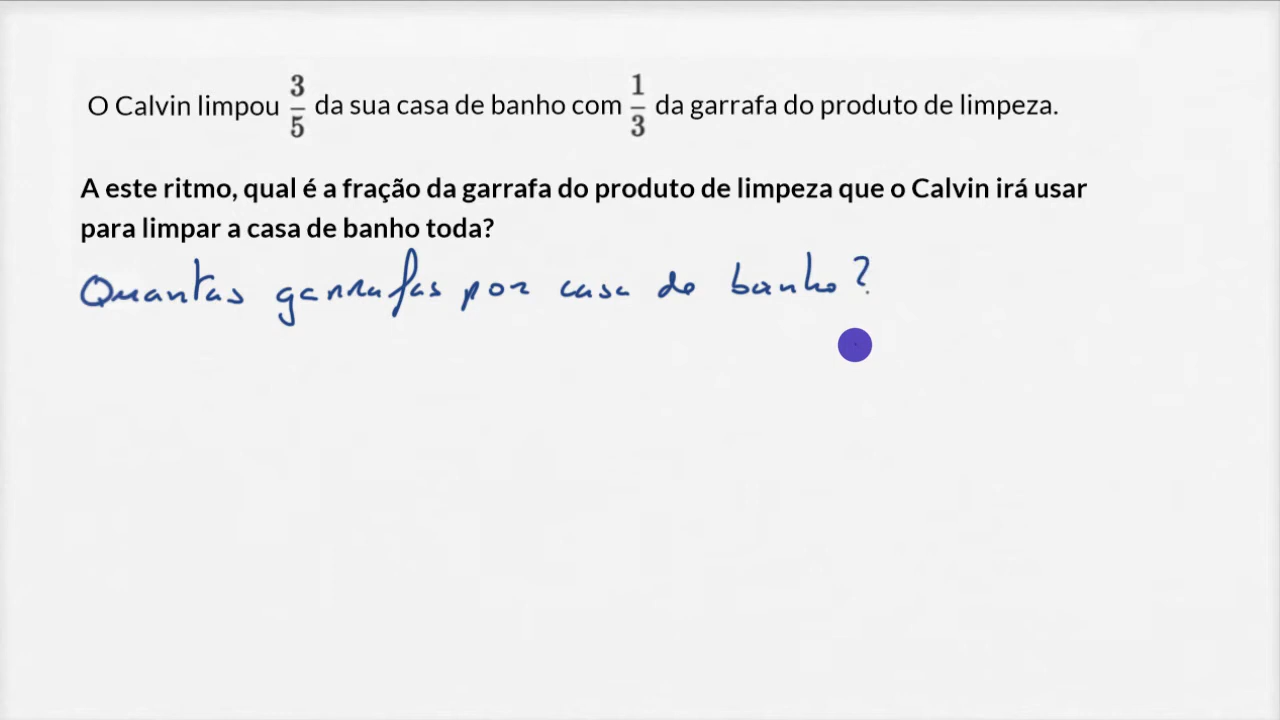 O Calvin limpou 3/5 da sua casa de banho com 1/3 da garrafa do produto de limpeza.
A este ritmo, qual é a fração da garrafa do produto de limpeza que o Calvin irá usar
para limpar a casa de banho toda?
Quantas garrafas por casa de banho?